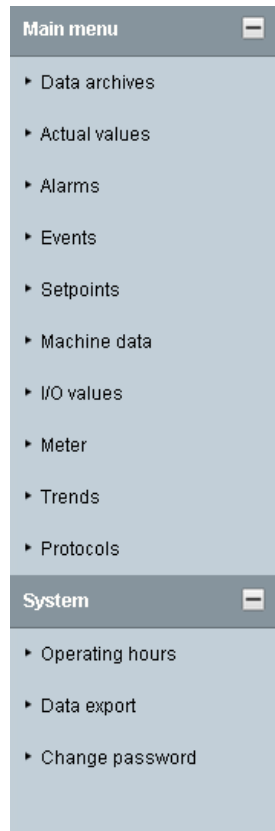 Main menu
Data archives
Actual values
Alarms
Events
Setpoints
Machine data
I/O values
Meter
Trends
Protocols
System
Operating hours
Data export
Change password